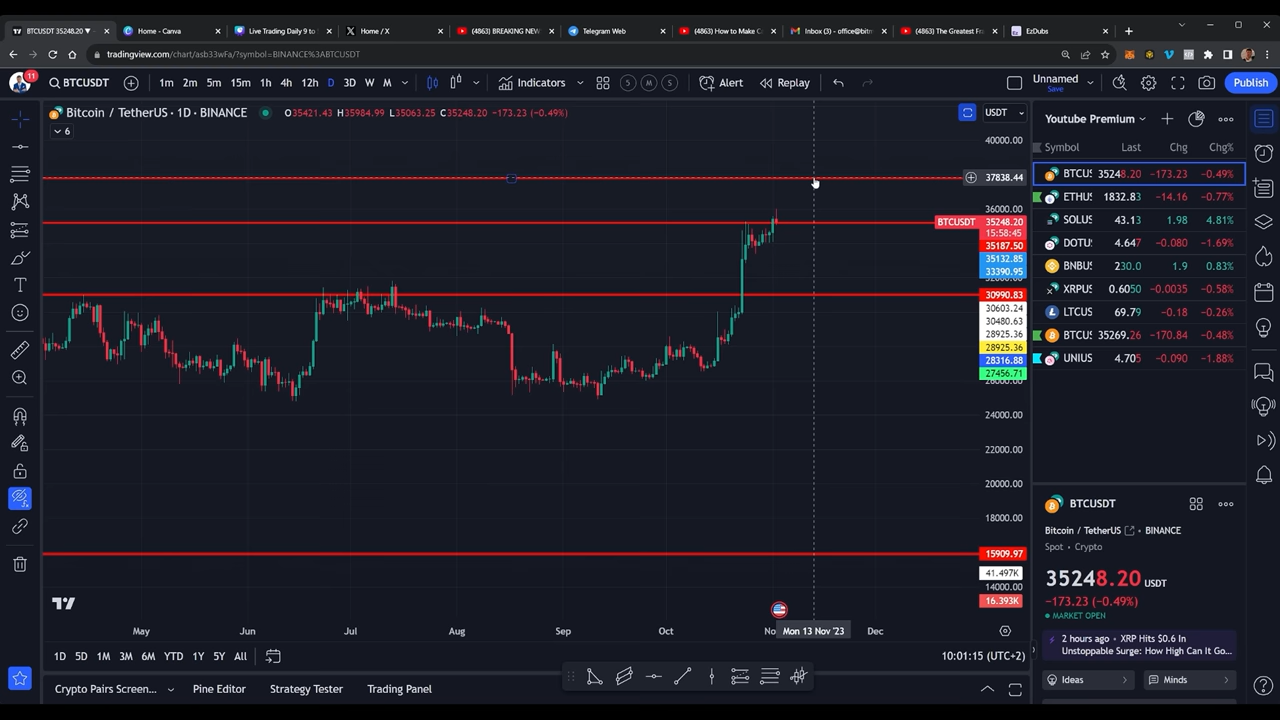 BTCUSDT 35248.20
Home - Canva
Live Trading Daily 9 to
Home / X
(4863) BREAKING NEW
Telegram Web
(4863) How to Make C
Inbox (3) - office@bitm
(4863) The Greatest Fr
EzDubs
tradingview.com/chart/asb33wFa/?symbol=BINANCE%3ABTCUSDT
11
BTCUSDT
1m 2m 5m 15m 1h 4h 12h D 3D W M
Indicators
S M S
Alert
Replay
Unnamed
Save
Publish
Bitcoin / TetherUS · 1D · BINANCE
O35421.43 H35984.99 L35063.25 C35248.20 -173.23 (-0.49%)
6
USDT
40000.00
37838.44
36000.00
BTCUSDT 35248.20
15:58:45
35187.50
35132.85
33390.95
30990.83
30603.24
30480.63
28925.36
28925.36
28316.88
27456.71
26000.00
24000.00
22000.00
20000.00
18000.00
15909.97
41.497K
14000.00
16.393K
May Jun Jul Aug Sep Oct No Mon 13 Nov '23 Dec
1D 5D 1M 3M 6M YTD 1Y 5Y All
10:01:15 (UTC+2)
Crypto Pairs Screen...
Pine Editor
Strategy Tester
Trading Panel
Youtube Premium
Symbol Last Chg Chg%
BTCUS 35248.20 -173.23 -0.49%
ETHUS 1832.83 -14.16 -0.77%
SOLUS 43.13 1.98 4.81%
DOTUS 4.647 -0.080 -1.69%
BNBUS 230.0 1.9 0.83%
XRPUS 0.6050 -0.0035 -0.58%
LTCUS 69.79 -0.18 -0.26%
BTCUS 35269.26 -170.84 -0.48%
UNIUS 4.705 -0.090 -1.88%
BTCUSDT
Bitcoin / TetherUS · BINANCE
Spot · Crypto
35248.20 USDT
-173.23 (-0.49%)
MARKET OPEN
2 hours ago · XRP Hits $0.6 In
Unstoppable Surge: How High Can It Go...
Ideas
Minds